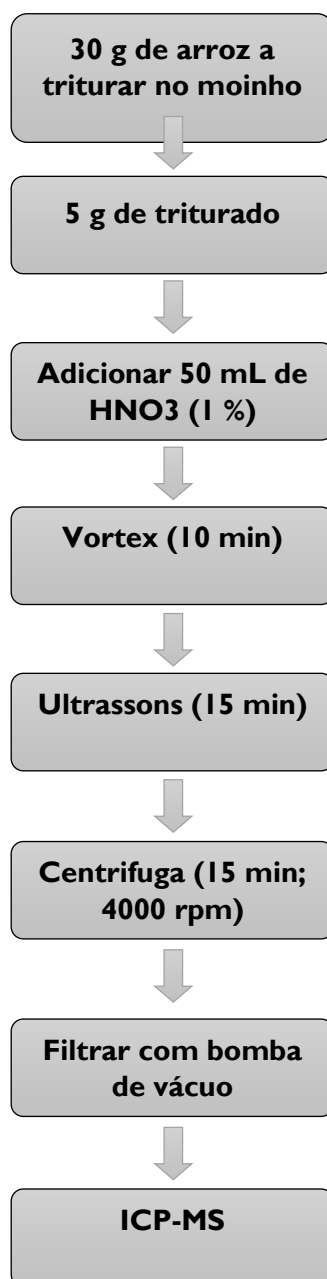 30 g de arroz a
triturar no moinho
5 g de triturado
Adicionar 50 mL de
HNO3 (1 %)
Vortex (10 min)
Ultrassons (15 min)
Centrifuga (15 min;
4000 rpm)
Filtrar com bomba
de vácuo
ICP-MS